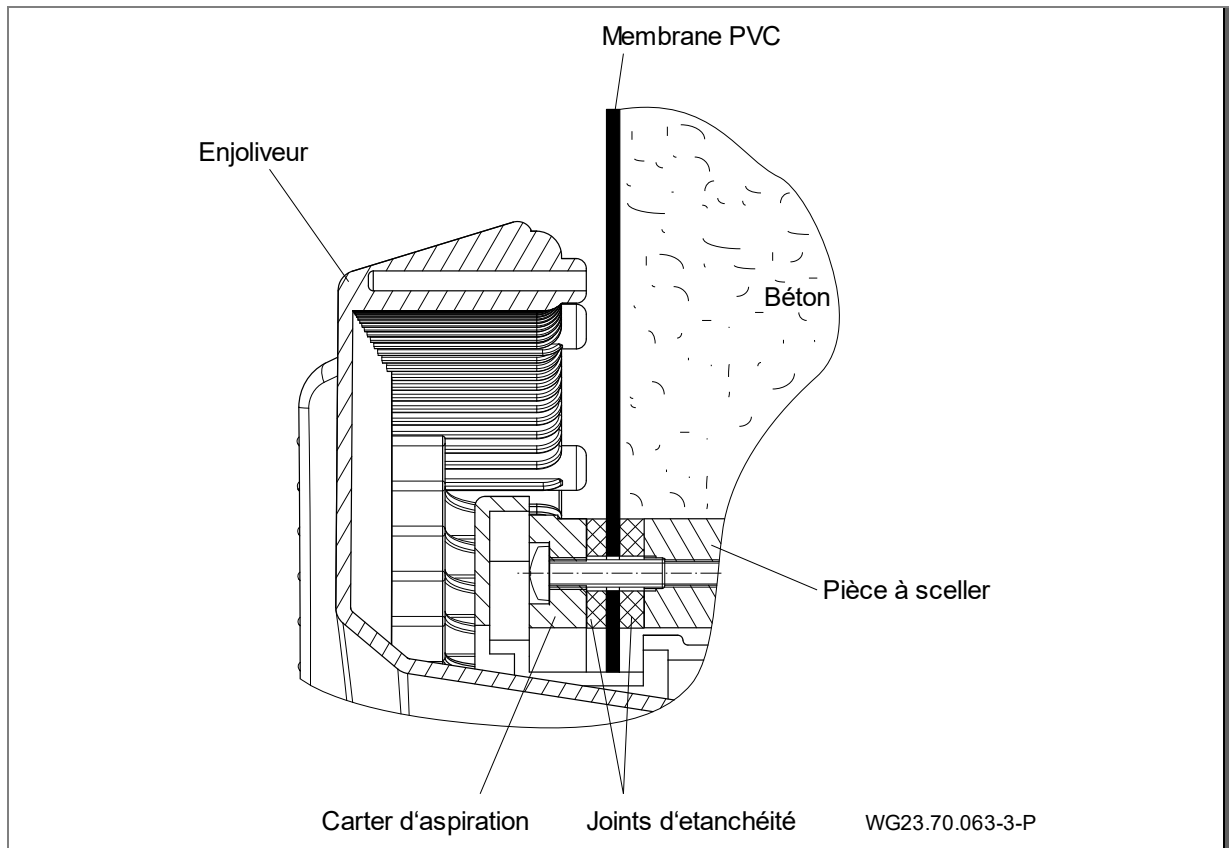 Membrane PVC
Enjoliveur
Béton
Pièce à sceller
Carter d‘aspiration
Joints d‘etanchéité
WG23.70.063-3-P